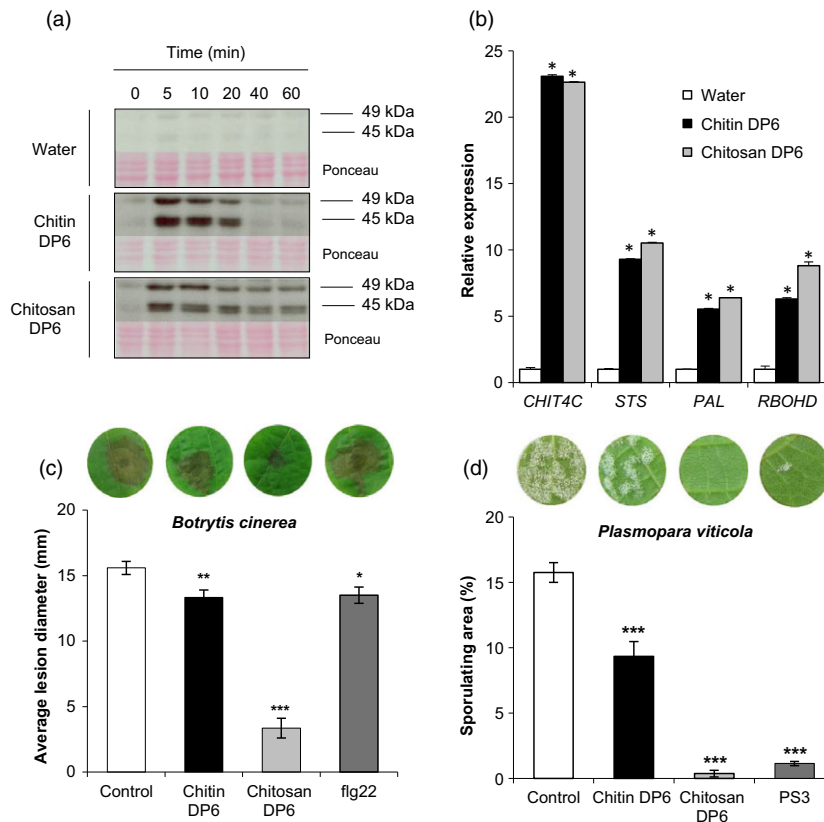 (a)
Time (min)
0 5 10 20 40 60
Water
49 kDa
45 kDa
Ponceau
Chitin
DP6
49 kDa
45 kDa
Ponceau
Chitosan
DP6
49 kDa
45 kDa
Ponceau
(b)
Relative expression
25
20
15
10
5
0
Water
Chitin DP6
Chitosan DP6
* *
* *
* *
* *
CHIT4C STS PAL RBOHD
(c)
Botrytis cinerea
Average lesion diameter (mm)
20
15
10
5
0
**
***
*
Control Chitin DP6 Chitosan DP6 flg22
(d)
Plasmopara viticola
Sporulating area (%)
20
15
10
5
0
***
***
***
Control Chitin DP6 Chitosan DP6 PS3